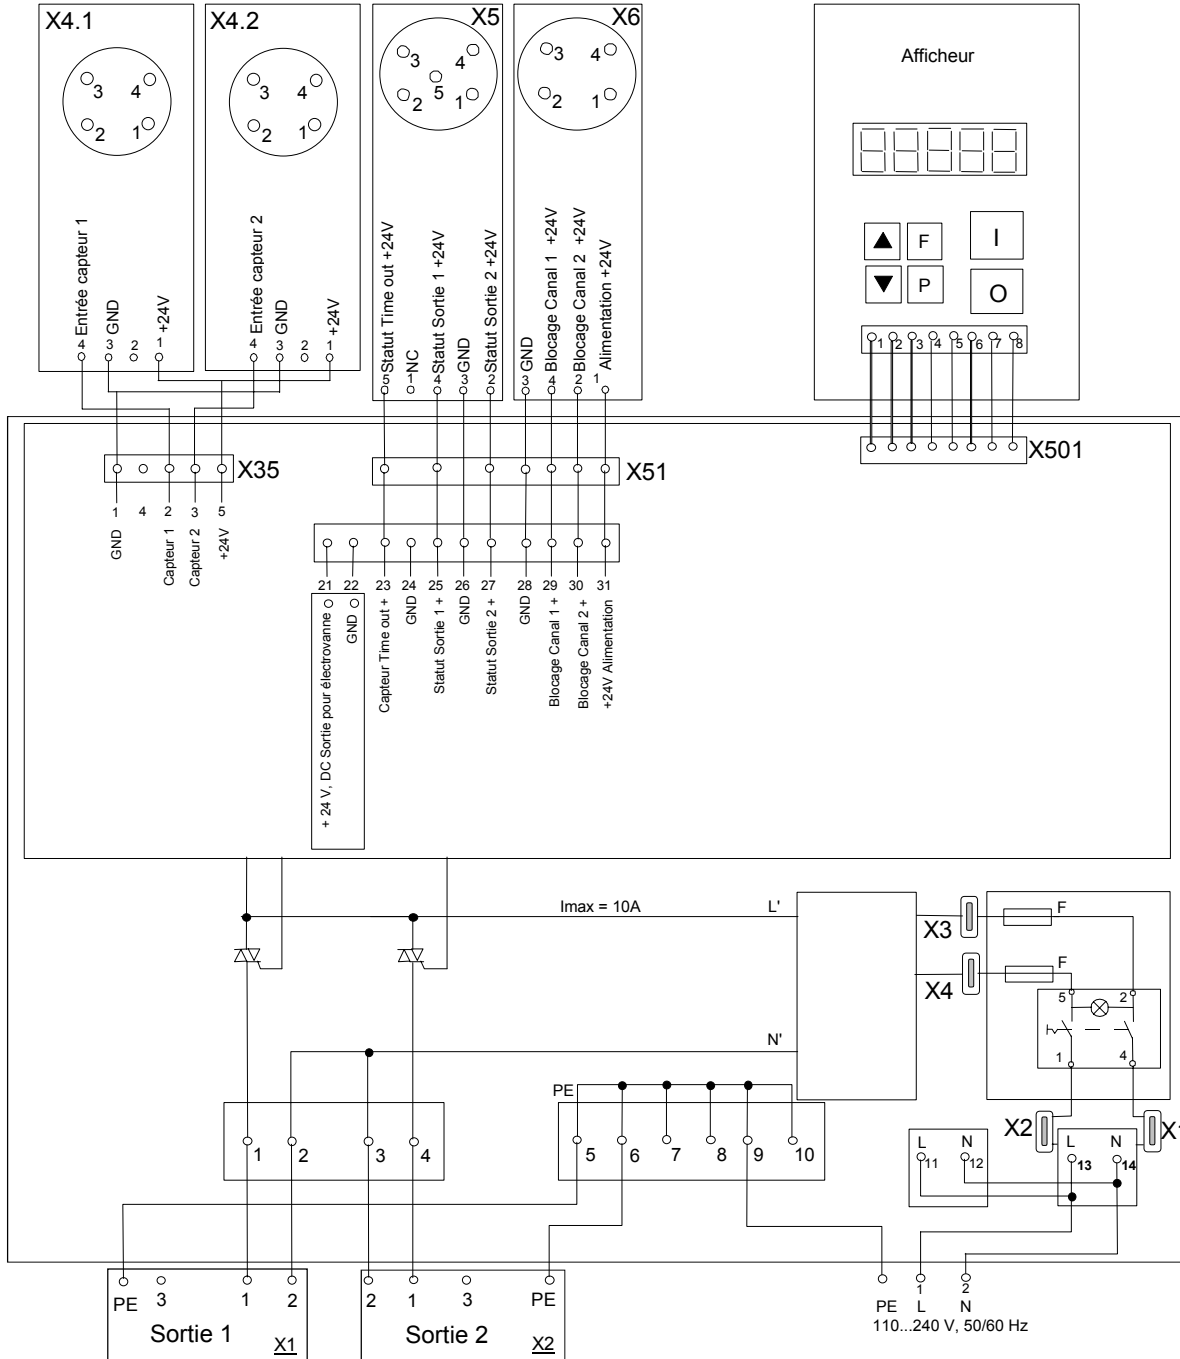 X4.1
3 4
2 1
Entrée capteur 1
GND
+24V
4 3 2 1
X4.2
3 4
2 1
Entrée capteur 2
GND
+24V
4 3 2 1
X5
3 4
5
2 1
Statut Time out +24V
NC
Statut Sortie 1 +24V
GND
Statut Sortie 2 +24V
5 1 4 3 2
X6
3 4
2 1
GND
Blocage Canal 1 +24V
Blocage Canal 2 +24V
Alimentation +24V
3 4 2 1
Afficheur
F I
P O
1 2 3 4 5 6 7 8
X501
X35
1 4 2 3 5
GND
Capteur 1
Capteur 2
+24V
X51
21 22 23 24 25 26 27 28 29 30 31
+ 24 V, DC Sortie pour électrovanne
GND
Capteur Time out +
GND
Statut Sortie 1 +
GND
Statut Sortie 2 +
GND
Blocage Canal 1 +
Blocage Canal 2 +
+24V Alimentation
Imax = 10A
L'
N'
X3
F
X4
F
5 2
1 4
X2
X1
L N
11 12
L N
13 14
PE
1 2 3 4
5 6 7 8 9 10
PE 3 1 2
Sortie 1
X1
2 1 3 PE
Sortie 2
X2
1 2
PE L N
110...240 V, 50/60 Hz